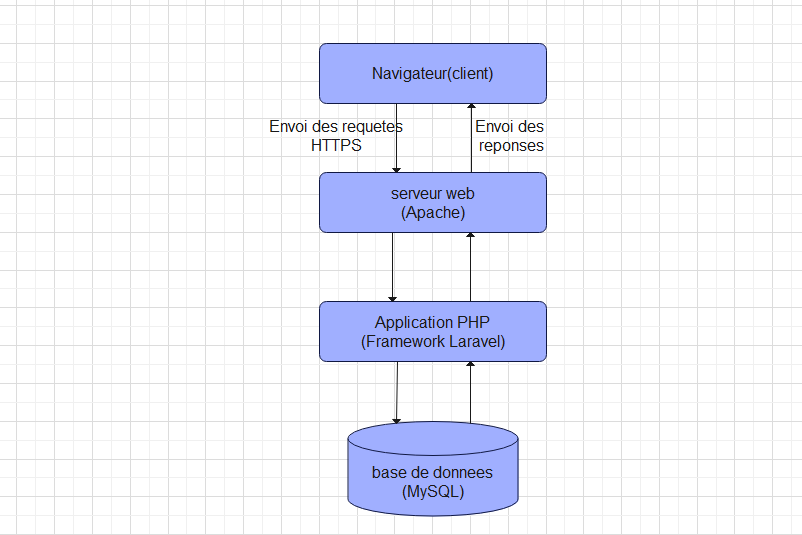 Navigateur(client)
Envoi des requetes
HTTPS
Envoi des
reponses
serveur web
(Apache)
Application PHP
(Framework Laravel)
base de donnees
(MySQL)